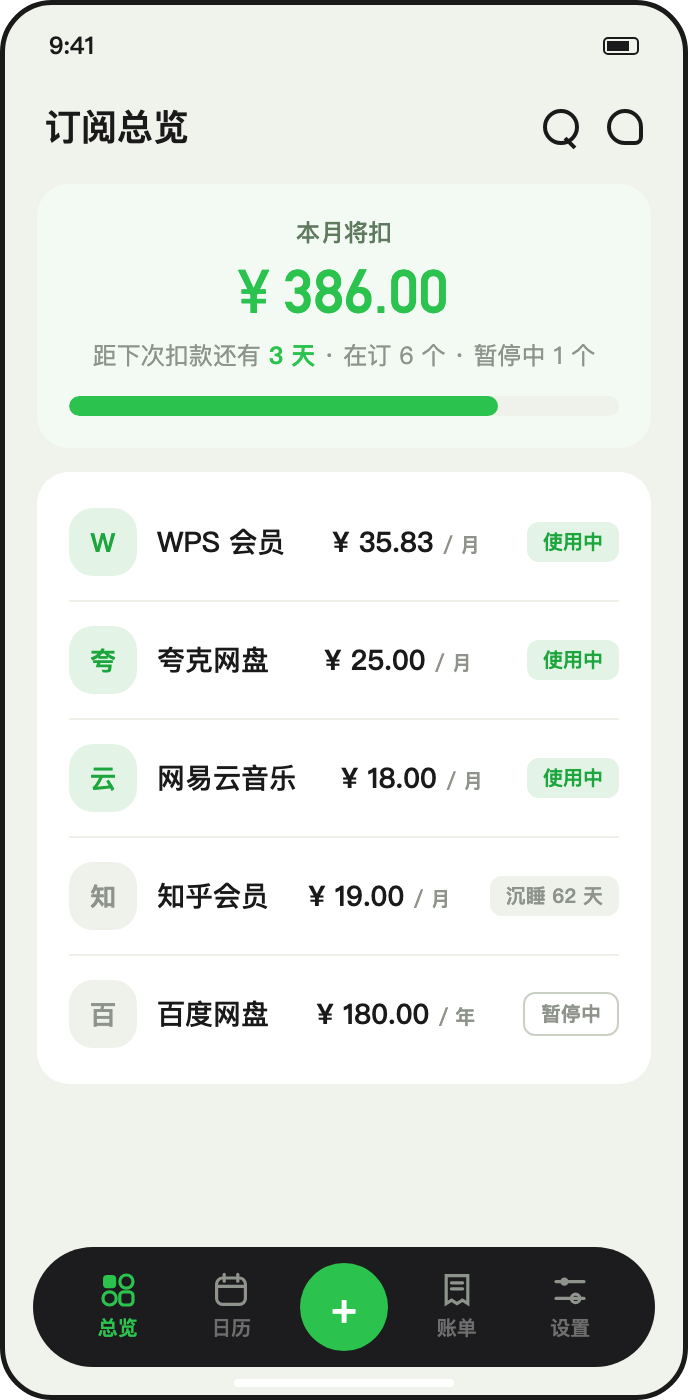 9:41
订阅总览
本月将扣
¥ 386.00
距下次扣款还有 3 天 · 在订 6 个 · 暂停中 1 个
W WPS 会员 ¥ 35.83 / 月 使用中
夸 夸克网盘 ¥ 25.00 / 月 使用中
云 网易云音乐 ¥ 18.00 / 月 使用中
知 知乎会员 ¥ 19.00 / 月 沉睡 62 天
百 百度网盘 ¥ 180.00 / 年 暂停中
+
总览 日历 账单 设置